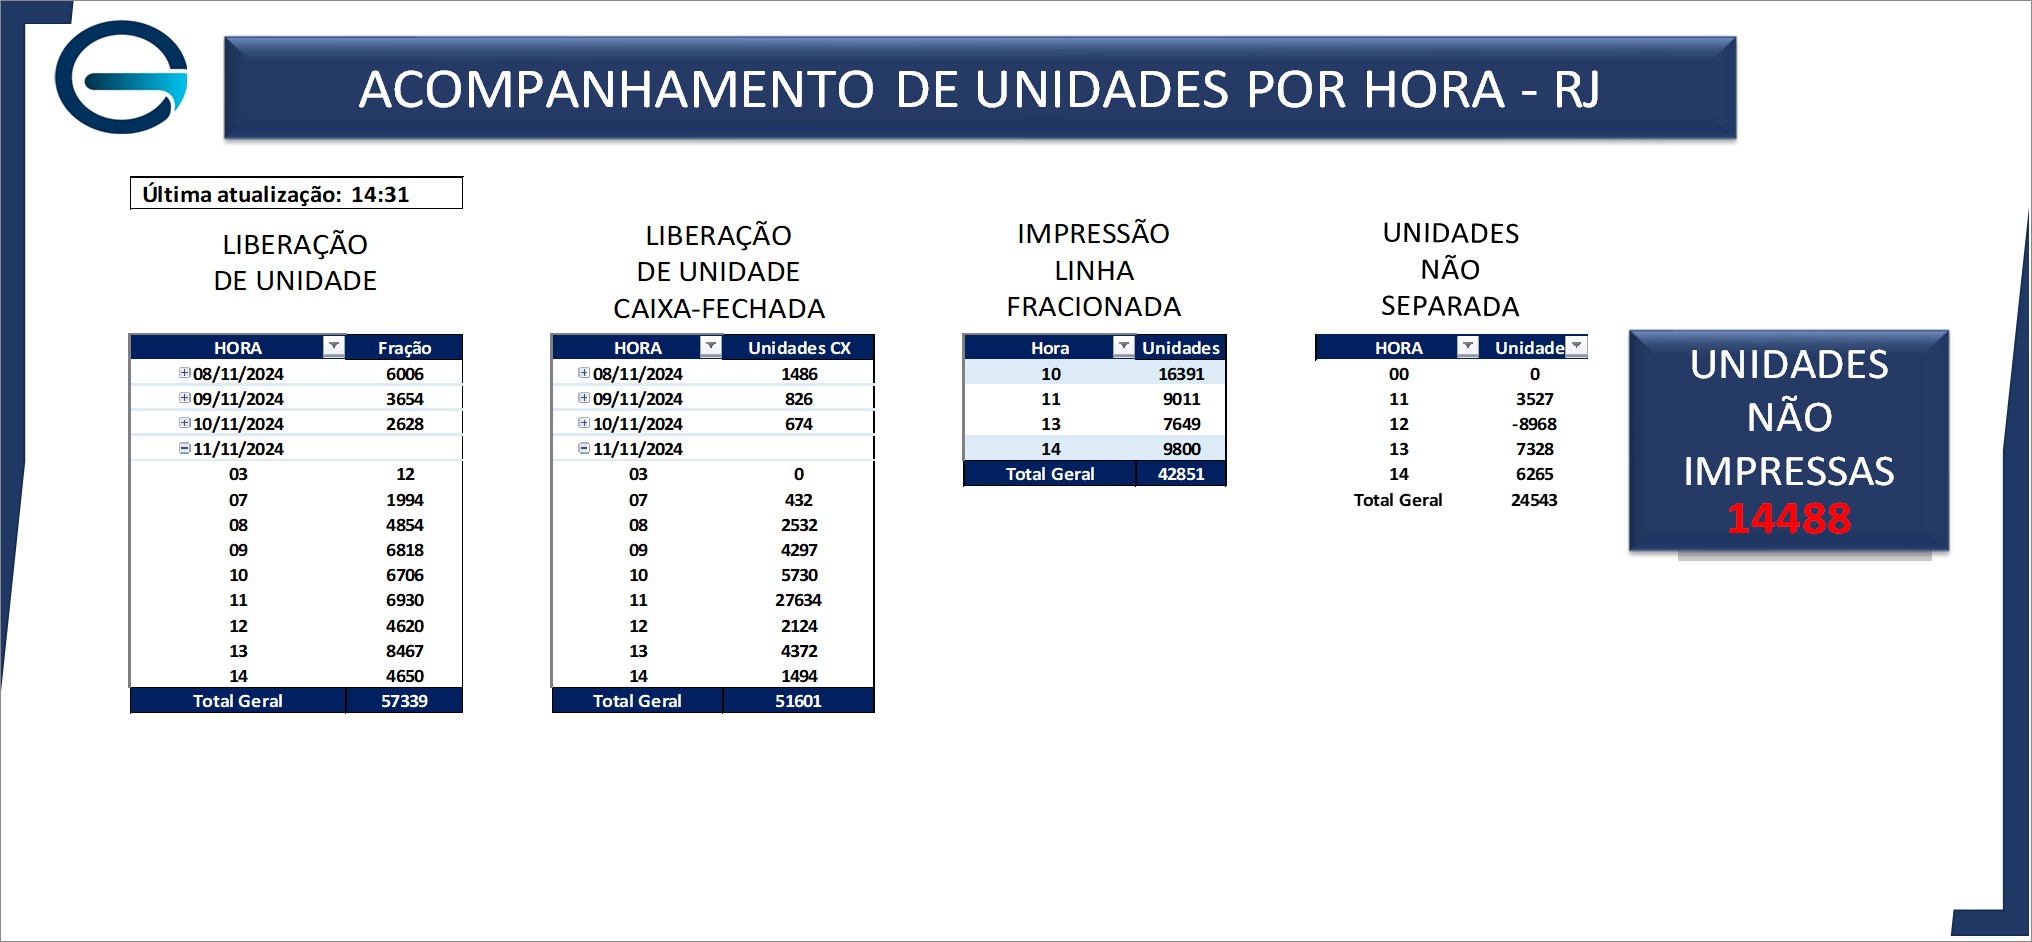 ACOMPANHAMENTO DE UNIDADES POR HORA - RJ
Última atualização: 14:31
LIBERAÇÃO
DE UNIDADE
HORA Fração
08/11/2024 6006
09/11/2024 3654
10/11/2024 2628
11/11/2024
03 12
07 1994
08 4854
09 6818
10 6706
11 6930
12 4620
13 8467
14 4650
Total Geral 57339
LIBERAÇÃO
DE UNIDADE
CAIXA-FECHADA
HORA Unidades CX
08/11/2024 1486
09/11/2024 826
10/11/2024 674
11/11/2024
03 0
07 432
08 2532
09 4297
10 5730
11 27634
12 2124
13 4372
14 1494
Total Geral 51601
IMPRESSÃO
LINHA
FRACIONADA
Hora Unidades
10 16391
11 9011
13 7649
14 9800
Total Geral 42851
UNIDADES
NÃO
SEPARADA
HORA Unidade
00 0
11 3527
12 -8968
13 7328
14 6265
Total Geral 24543
UNIDADES
NÃO
IMPRESSAS
14488